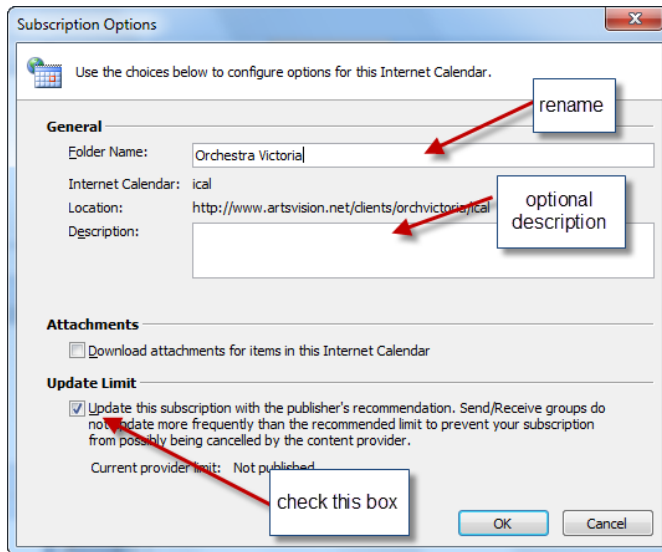 Subscription Options
Use the choices below to configure options for this Internet Calendar.
rename
General
Folder Name: Orchestra Victoria
Internet Calendar: ical
Location: http://www.artsvision.net/clients/orchvictoria/ical
optional
description
Description:
Attachments
Download attachments for items in this Internet Calendar
Update Limit
Update this subscription with the publisher's recommendation. Send/Receive groups do
not update more frequently than the recommended limit to prevent your subscription
from possibly being cancelled by the content provider.
Current provider limit: Not published
check this box
OK Cancel